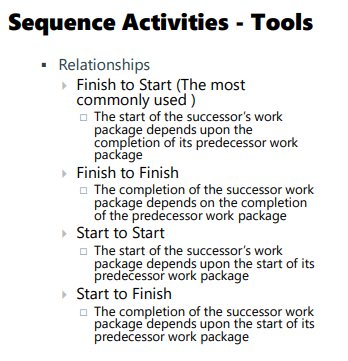 Sequence Activities - Tools
Relationships
Finish to Start (The most
commonly used )
The start of the successor's work
package depends upon the
completion of its predecessor work
package
Finish to Finish
The completion of the successor work
package depends on the completion
of the predecessor work package
Start to Start
The start of the successor's work
package depends upon the start of its
predecessor work package
Start to Finish
The completion of the successor work
package depends upon the start of its
predecessor work package